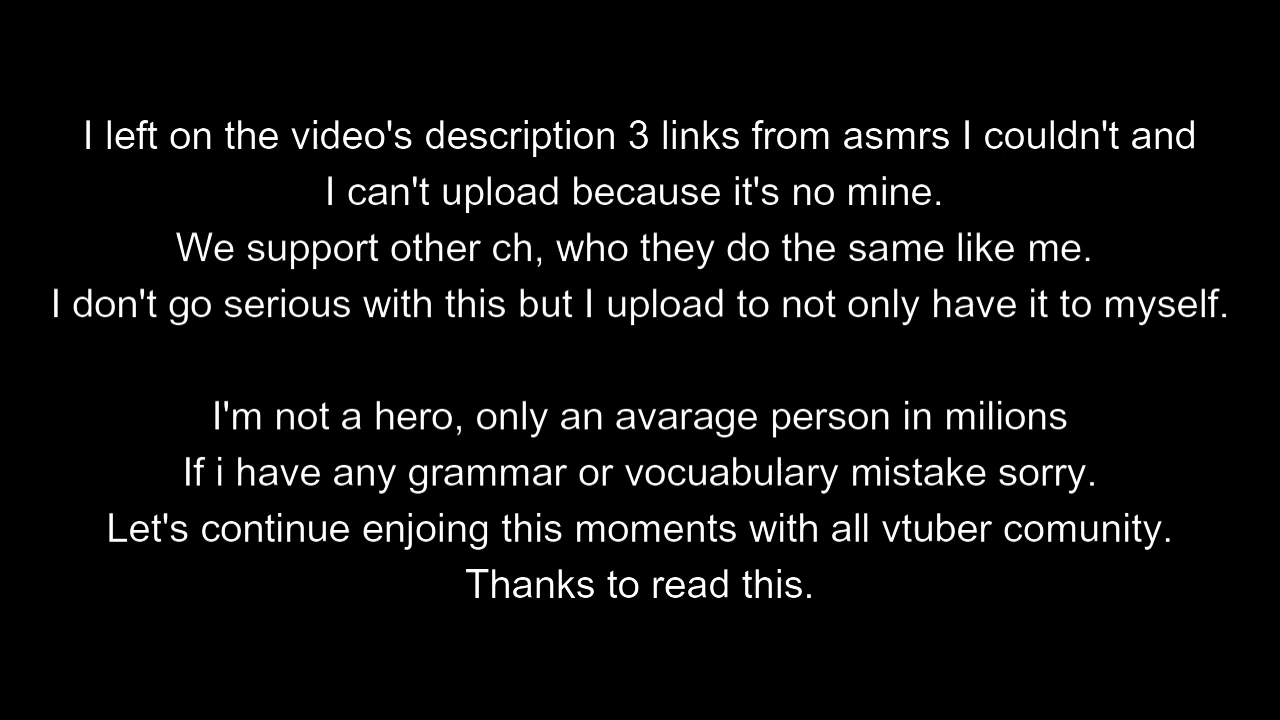 I left on the video's description 3 links from asmrs I couldn't and
I can't upload because it's no mine.
We support other ch, who they do the same like me.
I don't go serious with this but I upload to not only have it to myself.
I'm not a hero, only an avarage person in milions
If i have any grammar or vocuabulary mistake sorry.
Let's continue enjoing this moments with all vtuber comunity.
Thanks to read this.